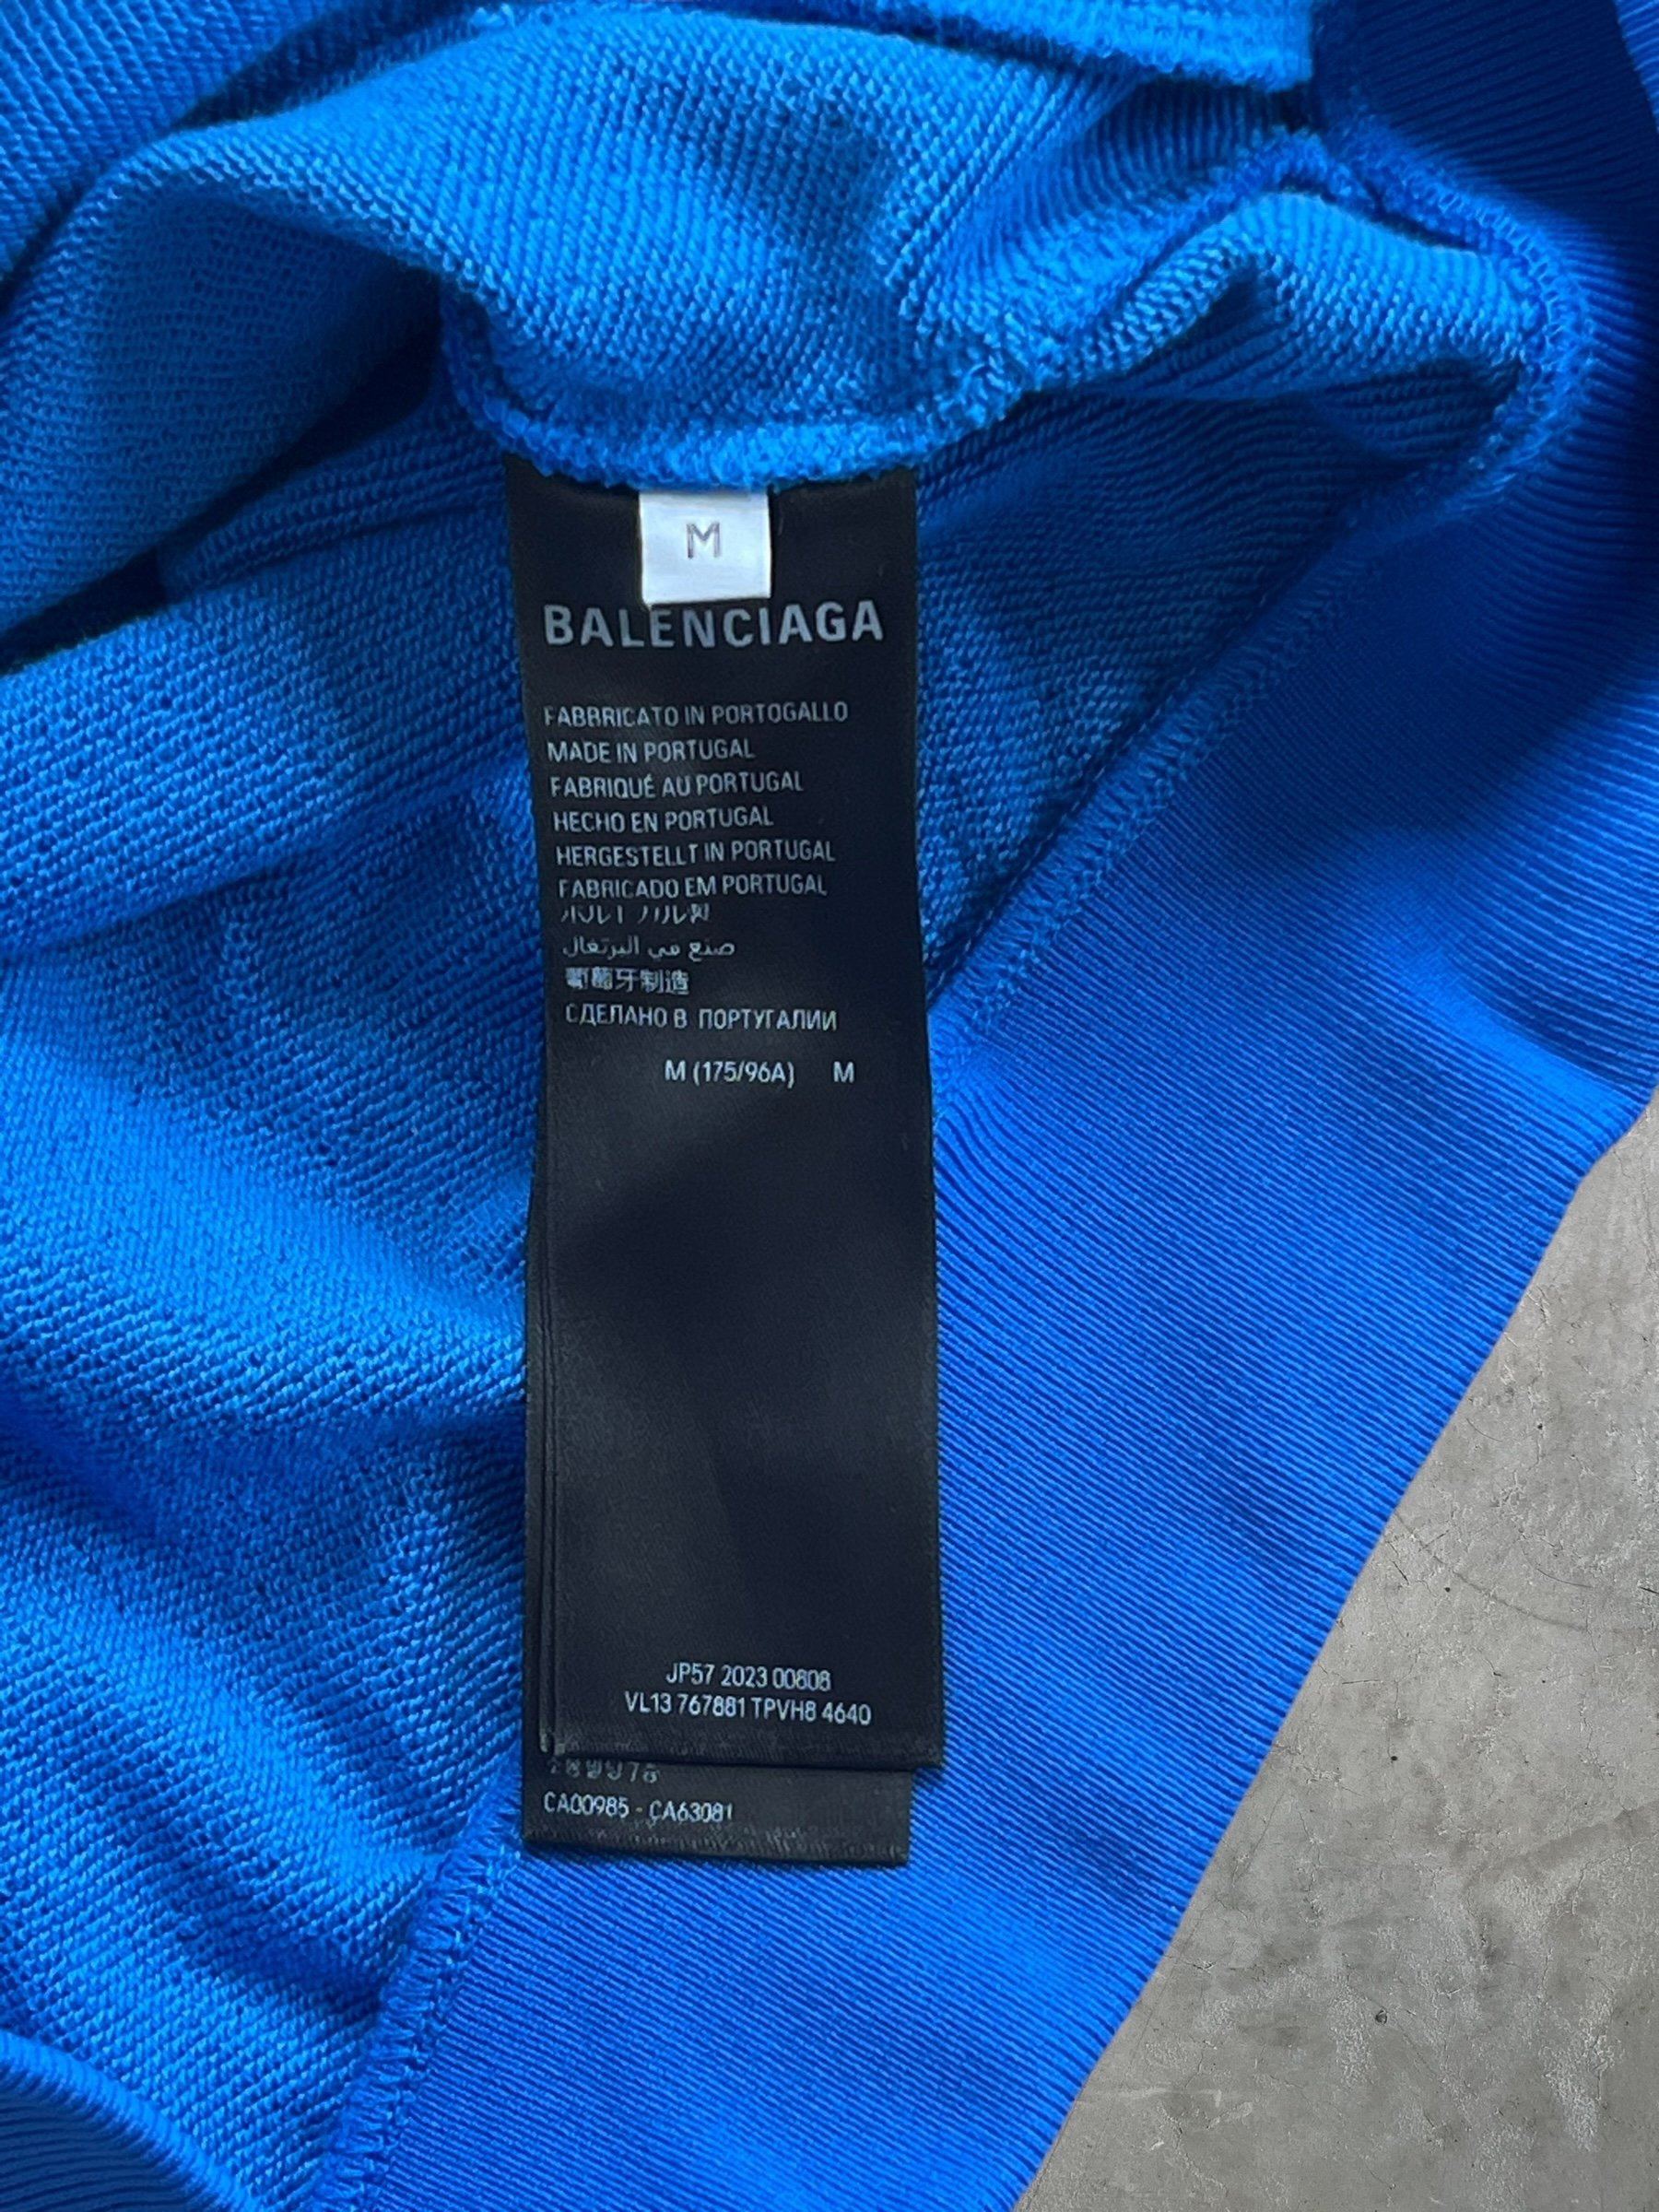 M
BALENCIAGA
FABBRICATO IN PORTOGALLO
MADE IN PORTUGAL
FABRIQUÉ AU PORTUGAL
HECHO EN PORTUGAL
HERGESTELLT IN PORTUGAL
FABRICADO EM PORTUGAL
ポルトガル製
صنع في البرتغال
葡萄牙制造
СДЕЛАНО В ПОРТУГАЛИИ
M (175/96A) M
JP57 2023 00808
VL13 767881 TPVH8 4640
CA00985 - CA63081